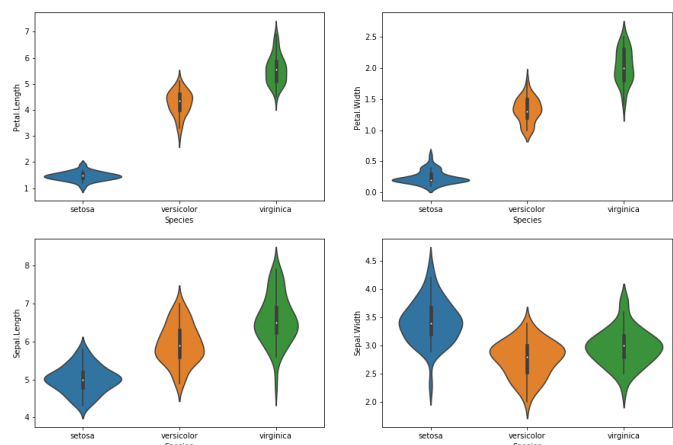 Petal.Length
7
6
5
4
3
2
1
setosa
versicolor
virginica
Species
Petal.Width
2.5
2.0
1.5
1.0
0.5
0.0
setosa
versicolor
virginica
Species
Sepal.Length
8
7
6
5
4
setosa
versicolor
virginica
Species
Sepal.Width
4.5
4.0
3.5
3.0
2.5
2.0
setosa
versicolor
virginica
Species